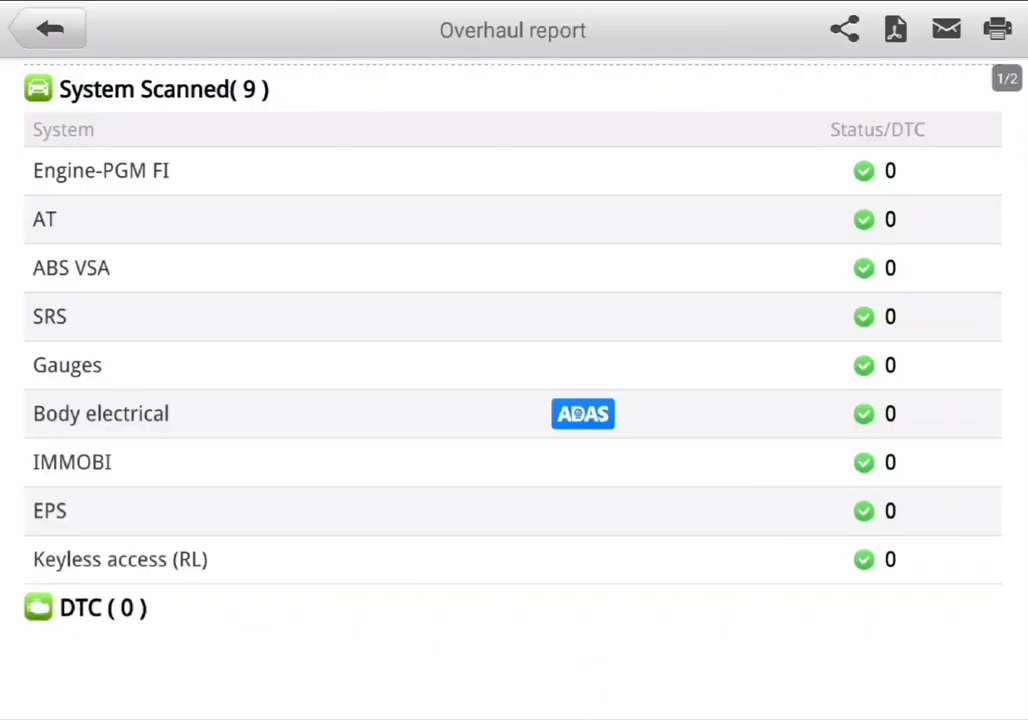 Overhaul report
1/2
System Scanned( 9 )
System Status/DTC
Engine-PGM FI 0
AT 0
ABS VSA 0
SRS 0
Gauges 0
Body electrical ADAS 0
IMMOBI 0
EPS 0
Keyless access (RL) 0
DTC ( 0 )